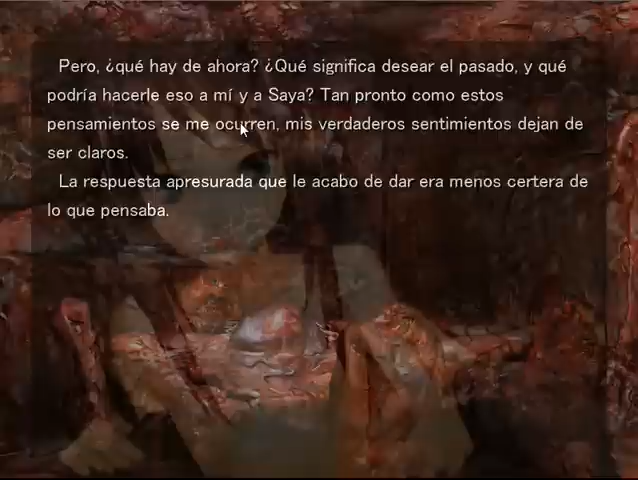 Pero, ¿qué hay de ahora? ¿Qué significa desear el pasado, y qué
podría hacerle eso a mí y a Saya? Tan pronto como estos
pensamientos se me ocurren, mis verdaderos sentimientos dejan de
ser claros.
La respuesta apresurada que le acabo de dar era menos certera de
lo que pensaba.